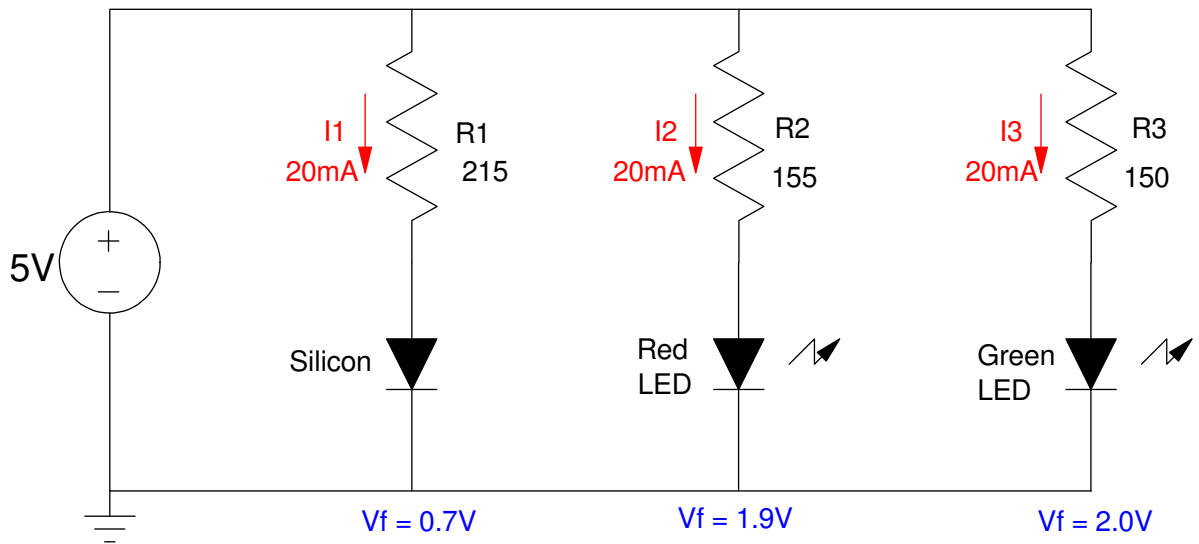 5V
+
−
I1
20mA
R1
215
I2
20mA
R2
155
I3
20mA
R3
150
Silicon
Red
LED
Green
LED
Vf = 0.7V
Vf = 1.9V
Vf = 2.0V